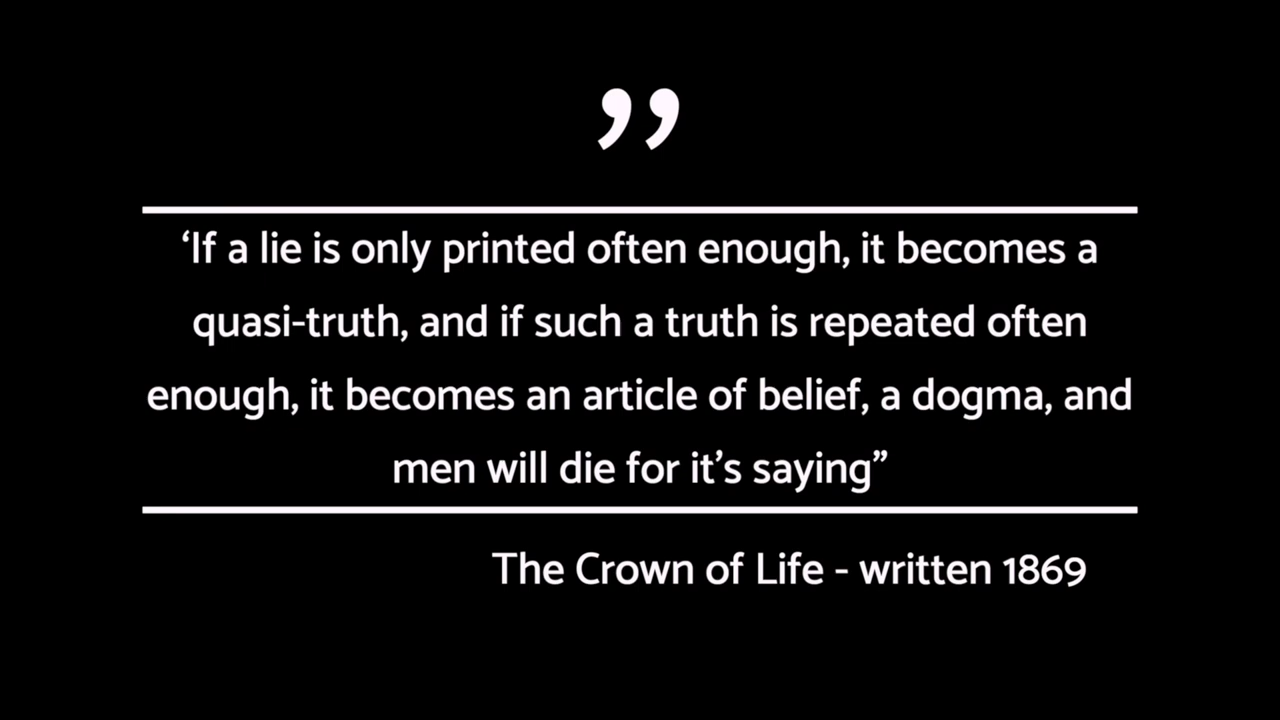 ”
‘If a lie is only printed often enough, it becomes a
quasi-truth, and if such a truth is repeated often
enough, it becomes an article of belief, a dogma, and
men will die for it’s saying”
The Crown of Life - written 1869